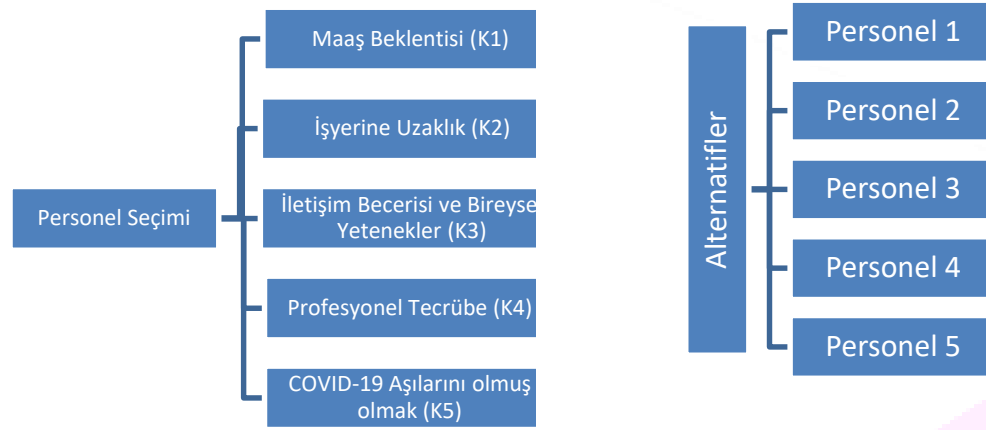 Personel Seçimi
Maaş Beklentisi (K1)
İşyerine Uzaklık (K2)
İletişim Becerisi ve Bireyse
Yetenekler (K3)
Profesyonel Tecrübe (K4)
COVID-19 Aşılarını olmuş
olmak (K5)
Alternatifler
Personel 1
Personel 2
Personel 3
Personel 4
Personel 5